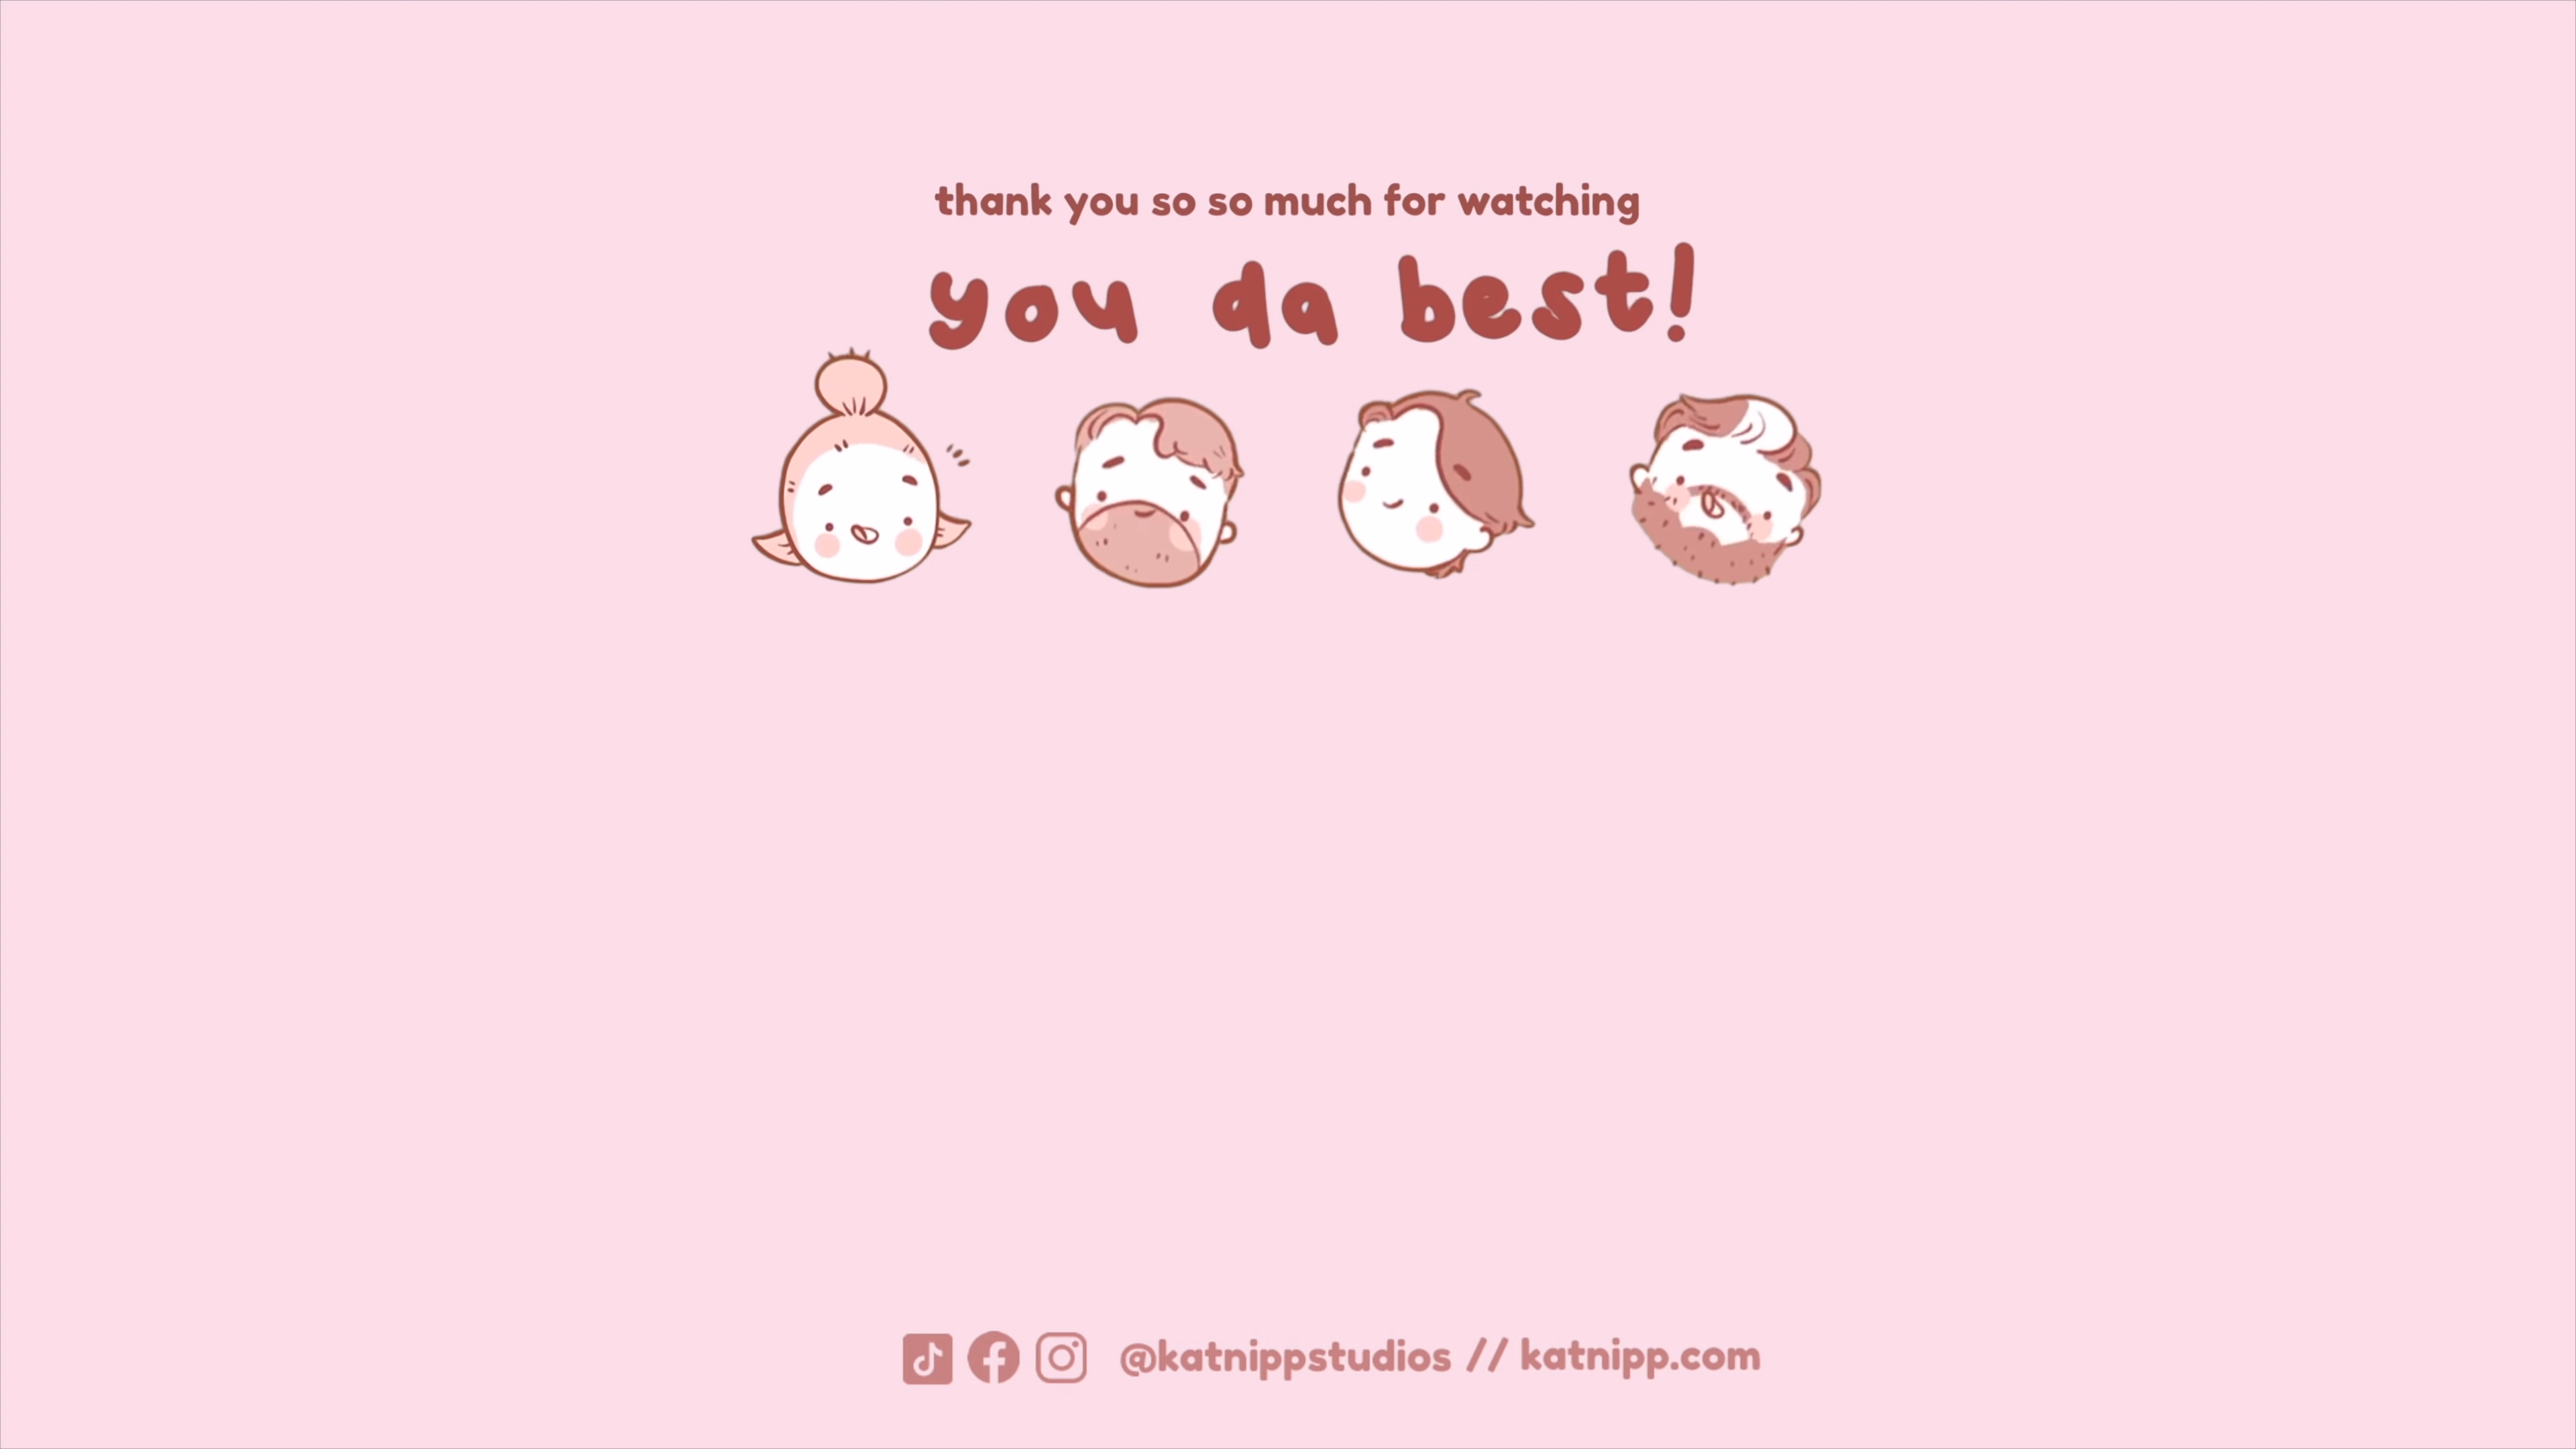 thank you so so much for watching
you da best!
@katnippstudios // katnipp.com